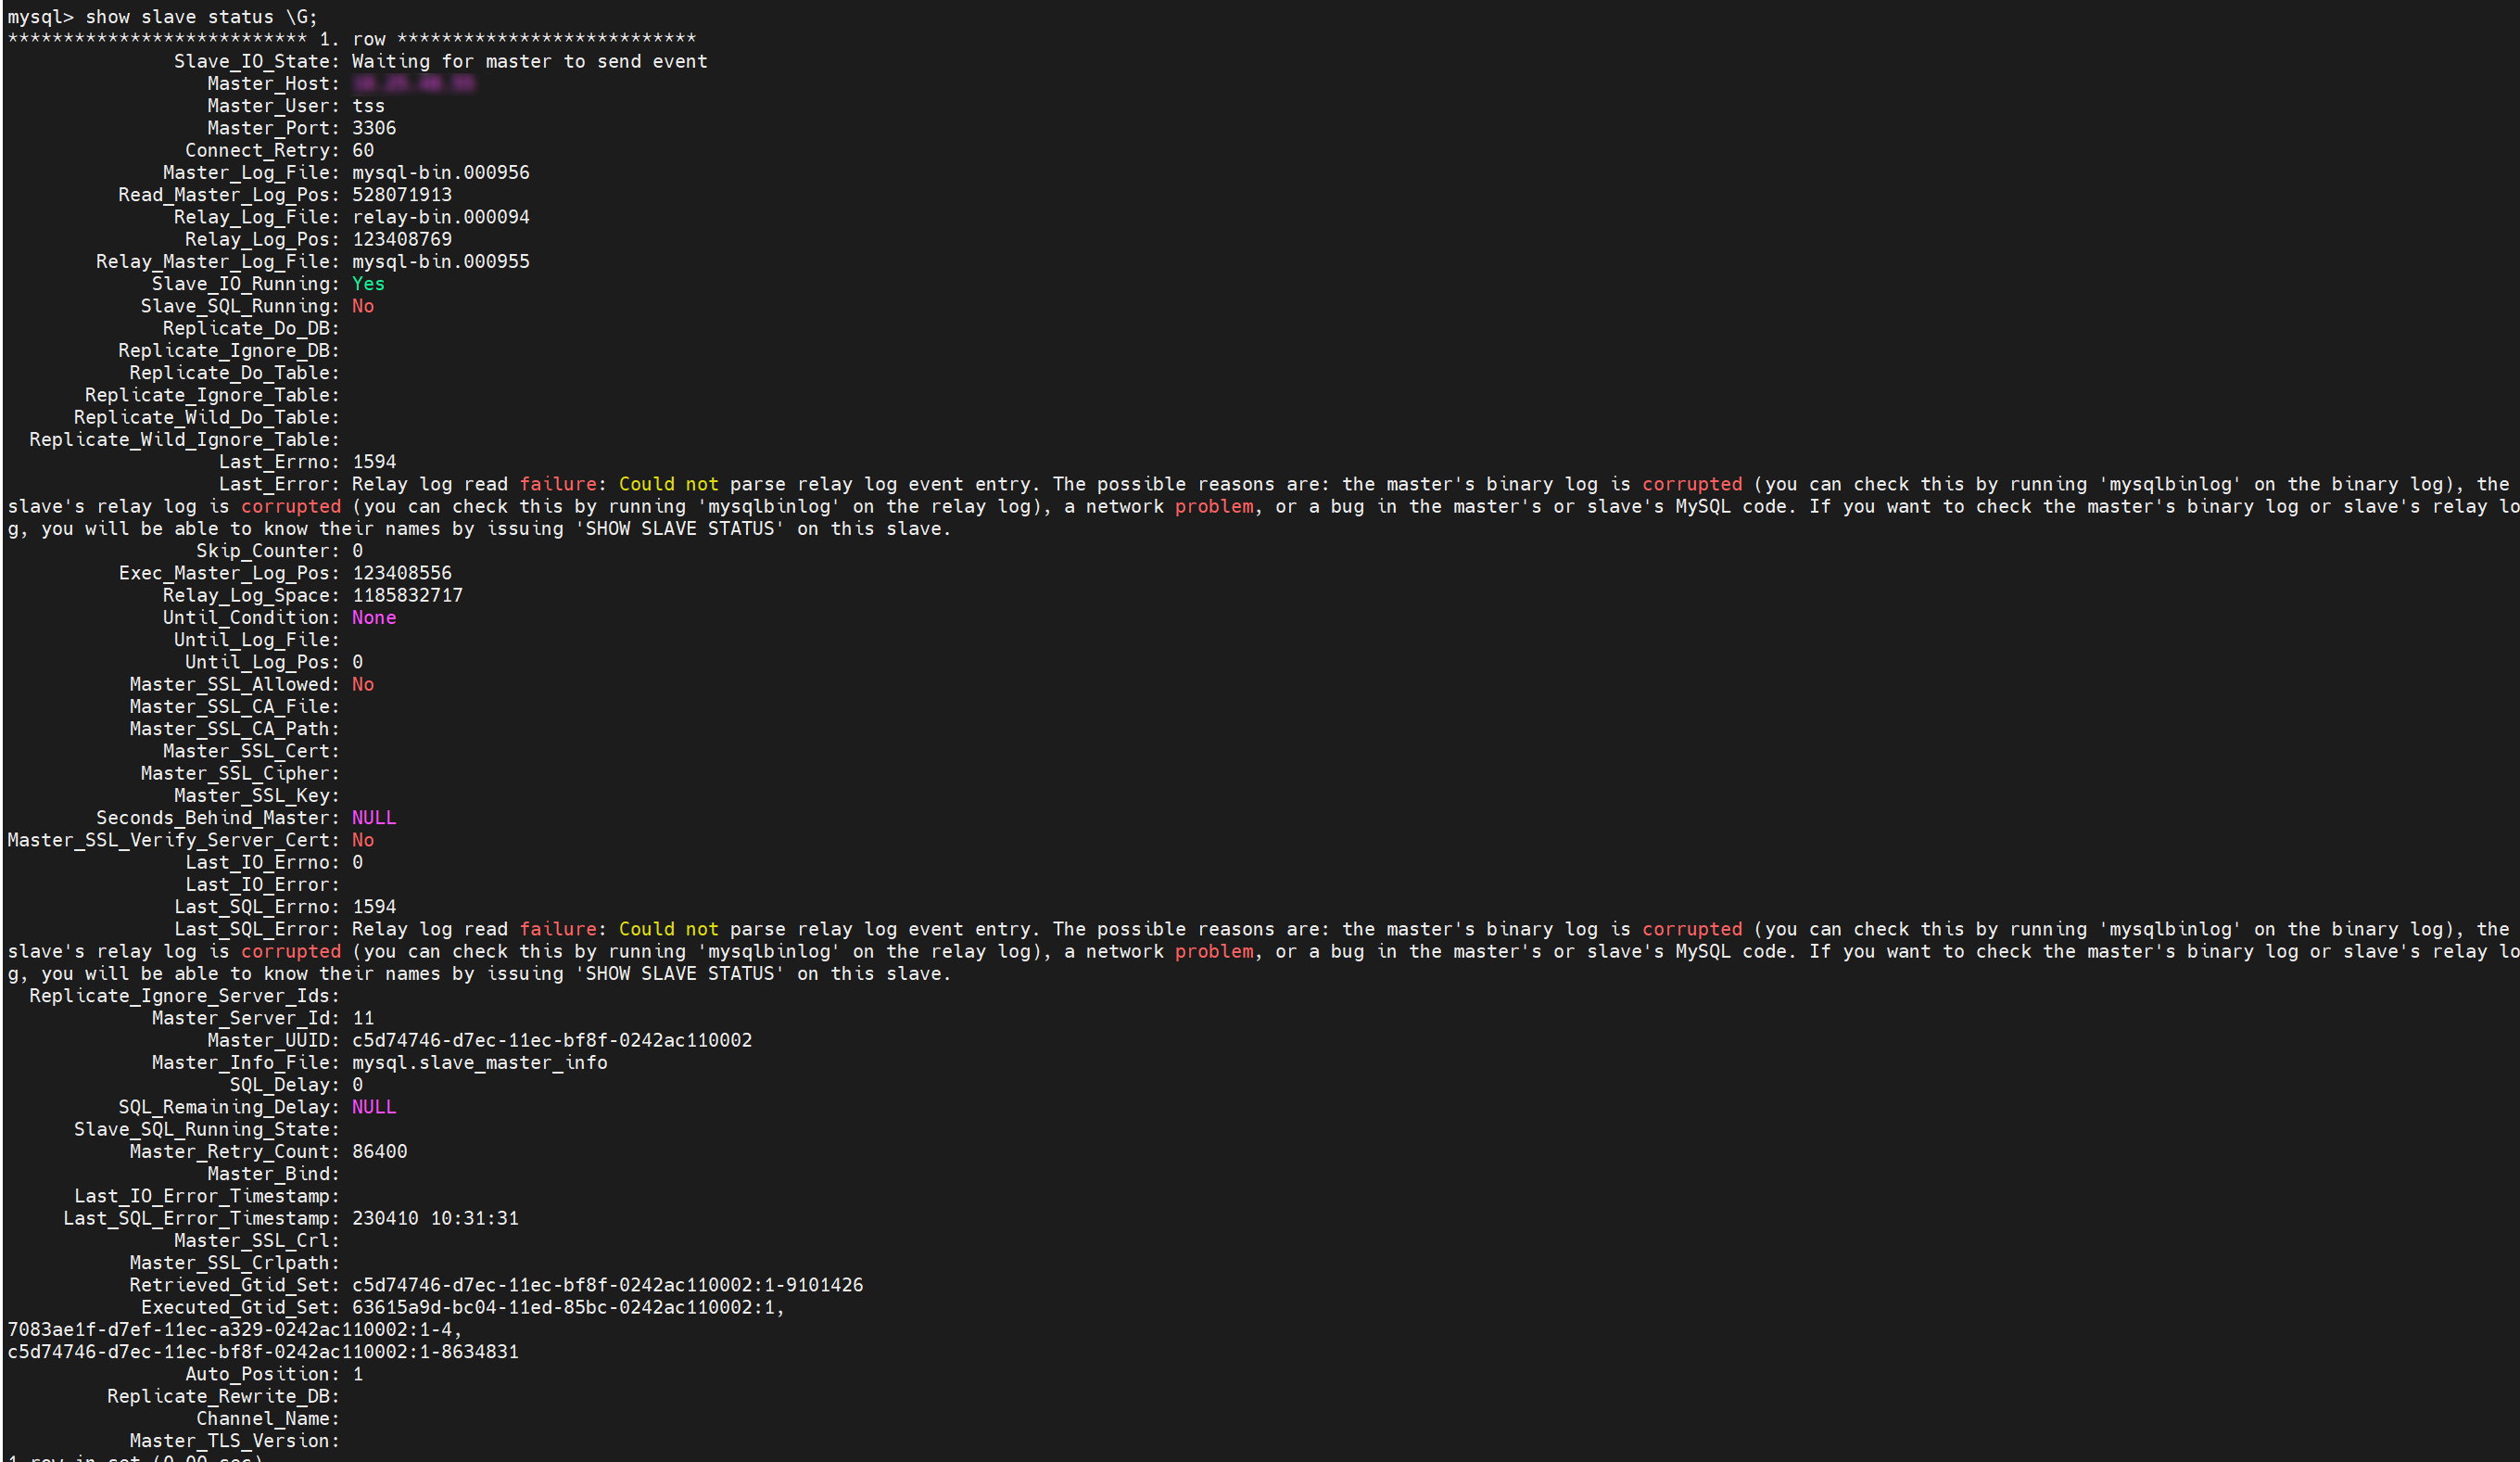 mysql> show slave status \G;
*************************** 1. row ***************************
Slave_IO_State: Waiting for master to send event
Master_Host:
Master_User: tss
Master_Port: 3306
Connect_Retry: 60
Master_Log_File: mysql-bin.000956
Read_Master_Log_Pos: 528071913
Relay_Log_File: relay-bin.000094
Relay_Log_Pos: 123408769
Relay_Master_Log_File: mysql-bin.000955
Slave_IO_Running: Yes
Slave_SQL_Running: No
Replicate_Do_DB:
Replicate_Ignore_DB:
Replicate_Do_Table:
Replicate_Ignore_Table:
Replicate_Wild_Do_Table:
Replicate_Wild_Ignore_Table:
Last_Errno: 1594
Last_Error: Relay log read failure: Could not parse relay log event entry. The possible reasons are: the master's binary log is corrupted (you can check this by running 'mysqlbinlog' on the binary log), the
slave's relay log is corrupted (you can check this by running 'mysqlbinlog' on the relay log), a network problem, or a bug in the master's or slave's MySQL code. If you want to check the master's binary log or slave's relay lo
g, you will be able to know their names by issuing 'SHOW SLAVE STATUS' on this slave.
Skip_Counter: 0
Exec_Master_Log_Pos: 123408556
Relay_Log_Space: 1185832717
Until_Condition: None
Until_Log_File:
Until_Log_Pos: 0
Master_SSL_Allowed: No
Master_SSL_CA_File:
Master_SSL_CA_Path:
Master_SSL_Cert:
Master_SSL_Cipher:
Master_SSL_Key:
Seconds_Behind_Master: NULL
Master_SSL_Verify_Server_Cert: No
Last_IO_Errno: 0
Last_IO_Error:
Last_SQL_Errno: 1594
Last_SQL_Error: Relay log read failure: Could not parse relay log event entry. The possible reasons are: the master's binary log is corrupted (you can check this by running 'mysqlbinlog' on the binary log), the
slave's relay log is corrupted (you can check this by running 'mysqlbinlog' on the relay log), a network problem, or a bug in the master's or slave's MySQL code. If you want to check the master's binary log or slave's relay lo
g, you will be able to know their names by issuing 'SHOW SLAVE STATUS' on this slave.
Replicate_Ignore_Server_Ids:
Master_Server_Id: 11
Master_UUID: c5d74746-d7ec-11ec-bf8f-0242ac110002
Master_Info_File: mysql.slave_master_info
SQL_Delay: 0
SQL_Remaining_Delay: NULL
Slave_SQL_Running_State:
Master_Retry_Count: 86400
Master_Bind:
Last_IO_Error_Timestamp:
Last_SQL_Error_Timestamp: 230410 10:31:31
Master_SSL_Crl:
Master_SSL_Crlpath:
Retrieved_Gtid_Set: c5d74746-d7ec-11ec-bf8f-0242ac110002:1-9101426
Executed_Gtid_Set: 63615a9d-bc04-11ed-85bc-0242ac110002:1,
7083ae1f-d7ef-11ec-a329-0242ac110002:1-4,
c5d74746-d7ec-11ec-bf8f-0242ac110002:1-8634831
Auto_Position: 1
Replicate_Rewrite_DB:
Channel_Name:
Master_TLS_Version:
1 row in set (0.00 sec)